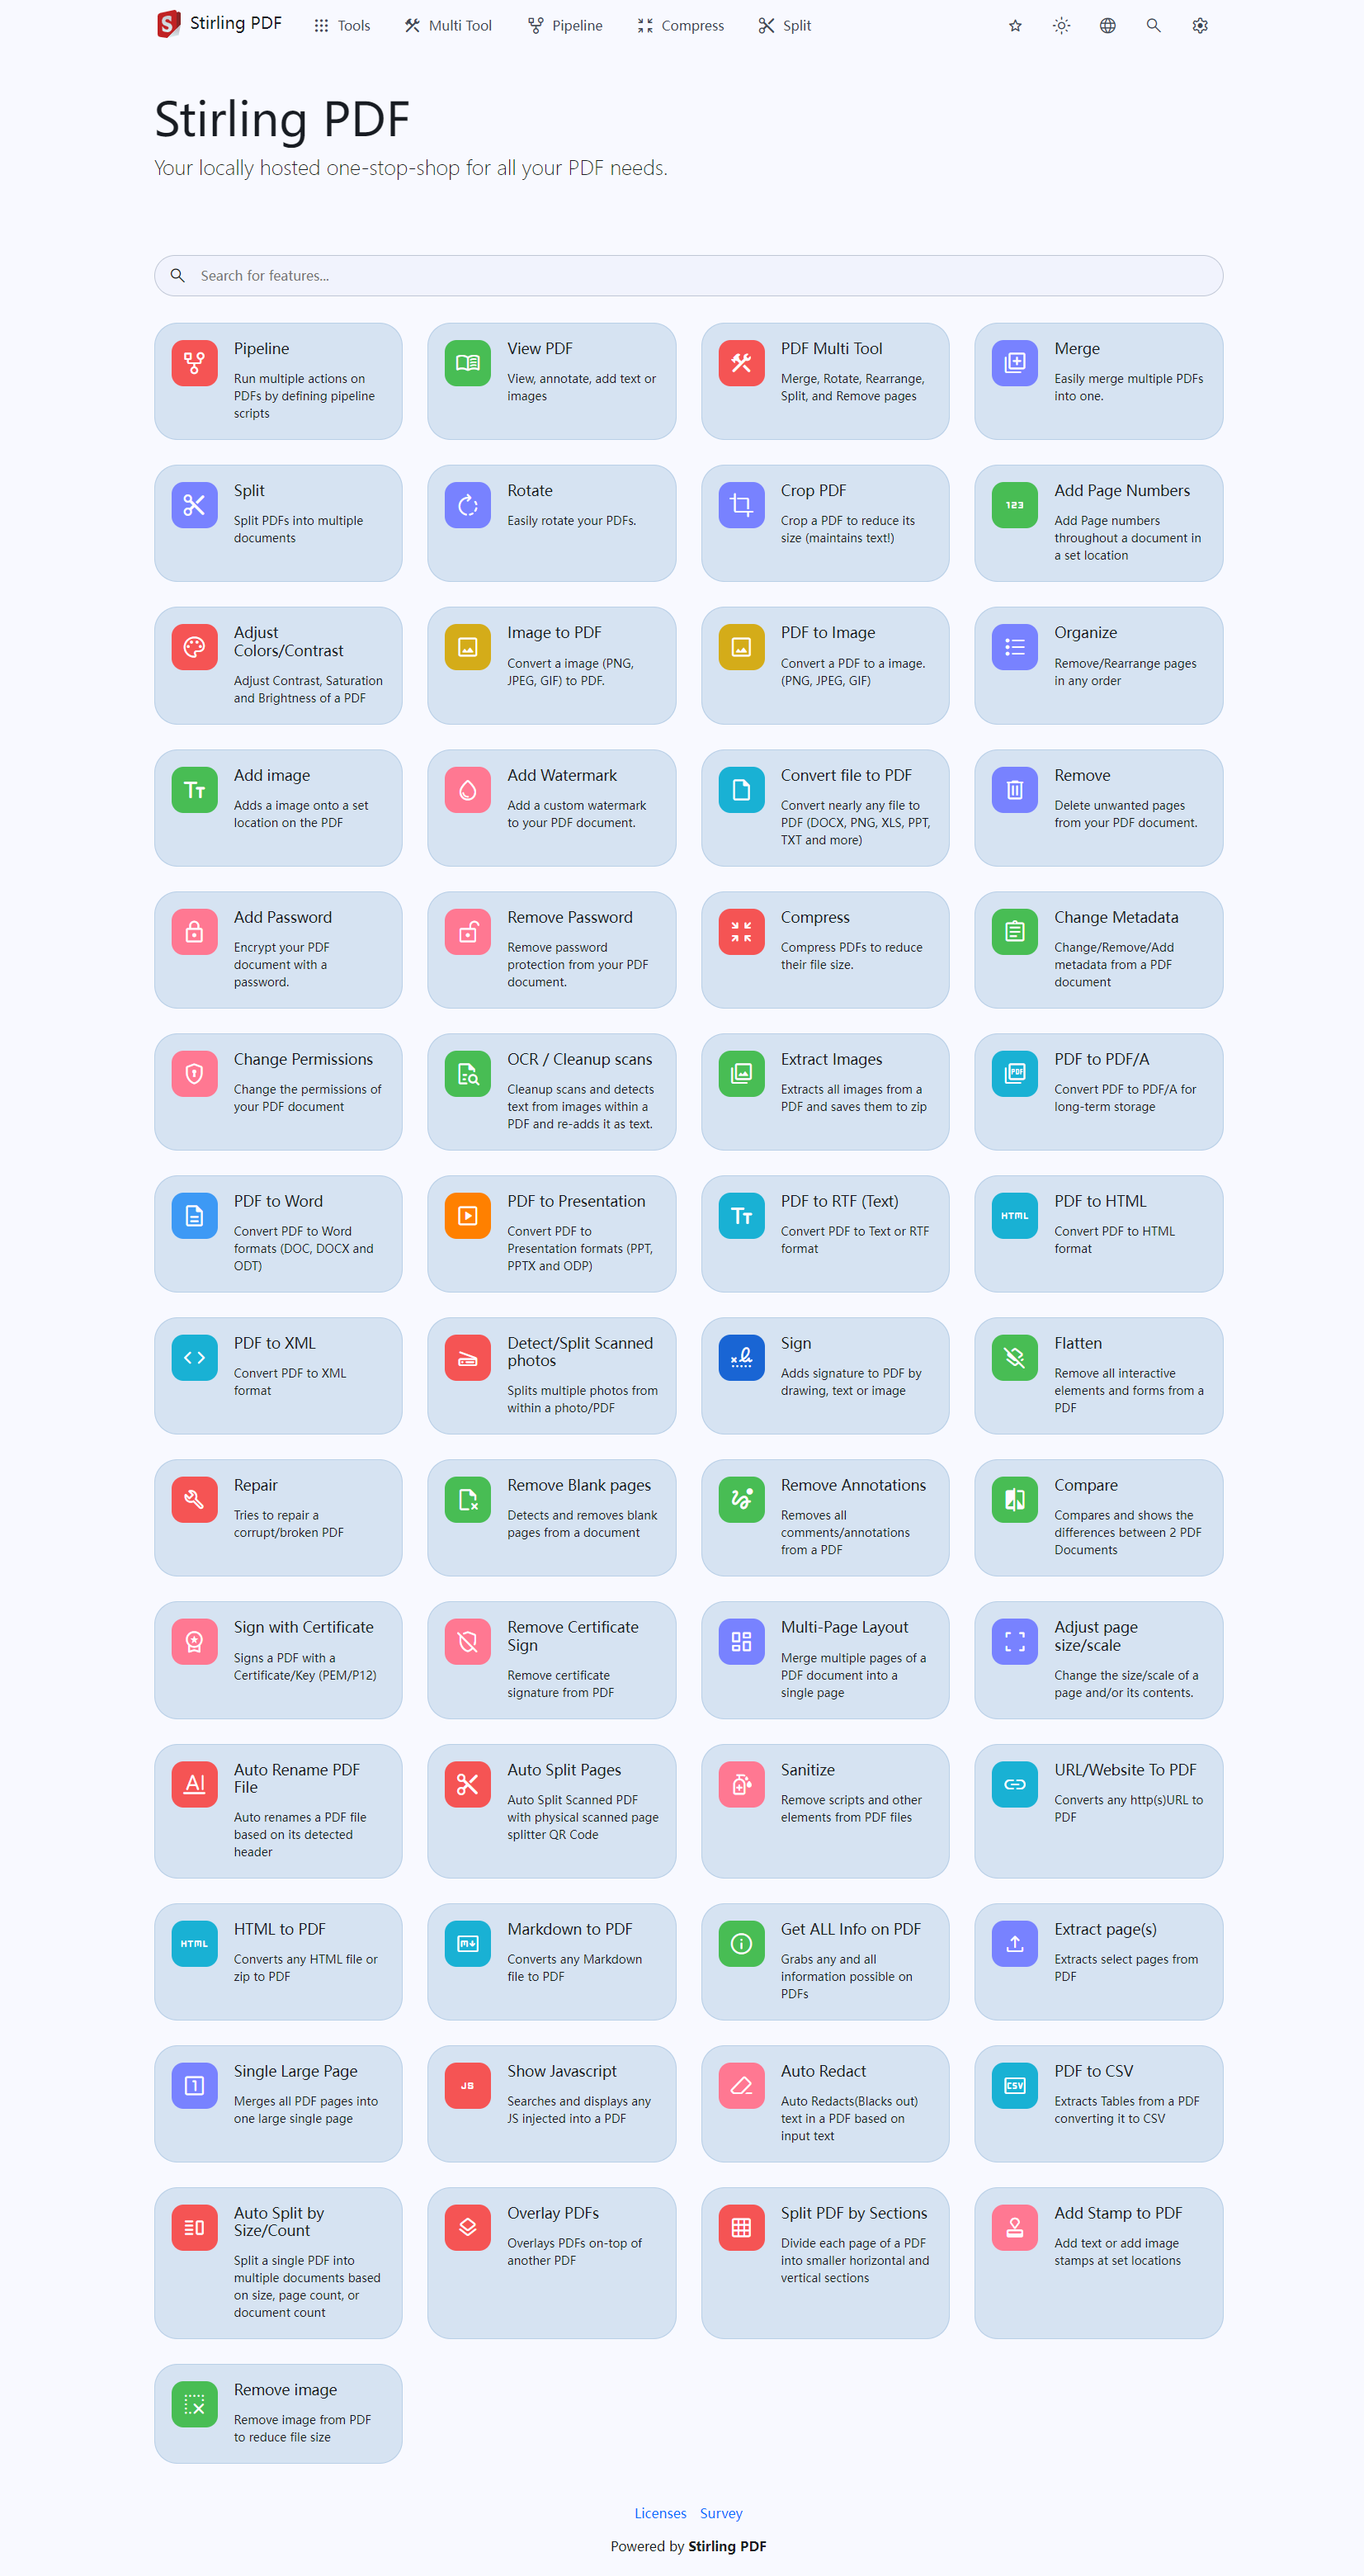 Stirling PDF
Tools
Multi Tool
Pipeline
Compress
Split
Stirling PDF
Your locally hosted one-stop-shop for all your PDF needs.
Search for features...
Pipeline
Run multiple actions on
PDFs by defining pipeline
scripts
View PDF
View, annotate, add text or
images
PDF Multi Tool
Merge, Rotate, Rearrange,
Split, and Remove pages
Merge
Easily merge multiple PDFs
into one.
Split
Split PDFs into multiple
documents
Rotate
Easily rotate your PDFs.
Crop PDF
Crop a PDF to reduce its
size (maintains text!)
123
Add Page Numbers
Add Page numbers
throughout a document in
a set location
Adjust
Colors/Contrast
Adjust Contrast, Saturation
and Brightness of a PDF
Image to PDF
Convert a image (PNG,
JPEG, GIF) to PDF.
PDF to Image
Convert a PDF to a image.
(PNG, JPEG, GIF)
Organize
Remove/Rearrange pages
in any order
Tт
Add image
Adds a image onto a set
location on the PDF
Add Watermark
Add a custom watermark
to your PDF document.
Convert file to PDF
Convert nearly any file to
PDF (DOCX, PNG, XLS, PPT,
TXT and more)
Remove
Delete unwanted pages
from your PDF document.
Add Password
Encrypt your PDF
document with a
password.
Remove Password
Remove password
protection from your PDF
document.
Compress
Compress PDFs to reduce
their file size.
Change Metadata
Change/Remove/Add
metadata from a PDF
document
Change Permissions
Change the permissions of
your PDF document
OCR / Cleanup scans
Cleanup scans and detects
text from images within a
PDF and re-adds it as text.
Extract Images
Extracts all images from a
PDF and saves them to zip
PDF
PDF to PDF/A
Convert PDF to PDF/A for
long-term storage
PDF to Word
Convert PDF to Word
formats (DOC, DOCX and
ODT)
PDF to Presentation
Convert PDF to
Presentation formats (PPT,
PPTX and ODP)
Tт
PDF to RTF (Text)
Convert PDF to Text or RTF
format
HTML
PDF to HTML
Convert PDF to HTML
format
PDF to XML
Convert PDF to XML
format
Detect/Split Scanned
photos
Splits multiple photos from
within a photo/PDF
Sign
Adds signature to PDF by
drawing, text or image
Flatten
Remove all interactive
elements and forms from a
PDF
Repair
Tries to repair a
corrupt/broken PDF
Remove Blank pages
Detects and removes blank
pages from a document
Remove Annotations
Removes all
comments/annotations
from a PDF
Compare
Compares and shows the
differences between 2 PDF
Documents
Sign with Certificate
Signs a PDF with a
Certificate/Key (PEM/P12)
Remove Certificate
Sign
Remove certificate
signature from PDF
Multi-Page Layout
Merge multiple pages of a
PDF document into a
single page
Adjust page
size/scale
Change the size/scale of a
page and/or its contents.
AI
Auto Rename PDF
File
Auto renames a PDF file
based on its detected
header
Auto Split Pages
Auto Split Scanned PDF
with physical scanned page
splitter QR Code
Sanitize
Remove scripts and other
elements from PDF files
URL/Website To PDF
Converts any http(s)URL to
PDF
HTML
HTML to PDF
Converts any HTML file or
zip to PDF
M
Markdown to PDF
Converts any Markdown
file to PDF
Get ALL Info on PDF
Grabs any and all
information possible on
PDFs
Extract page(s)
Extracts select pages from
PDF
1
Single Large Page
Merges all PDF pages into
one large single page
JS
Show Javascript
Searches and displays any
JS injected into a PDF
Auto Redact
Auto Redacts(Blacks out)
text in a PDF based on
input text
CSV
PDF to CSV
Extracts Tables from a PDF
converting it to CSV
Auto Split by
Size/Count
Split a single PDF into
multiple documents based
on size, page count, or
document count
Overlay PDFs
Overlays PDFs on-top of
another PDF
Split PDF by Sections
Divide each page of a PDF
into smaller horizontal and
vertical sections
Add Stamp to PDF
Add text or add image
stamps at set locations
Remove image
Remove image from PDF
to reduce file size
Licenses
Survey
Powered by Stirling PDF